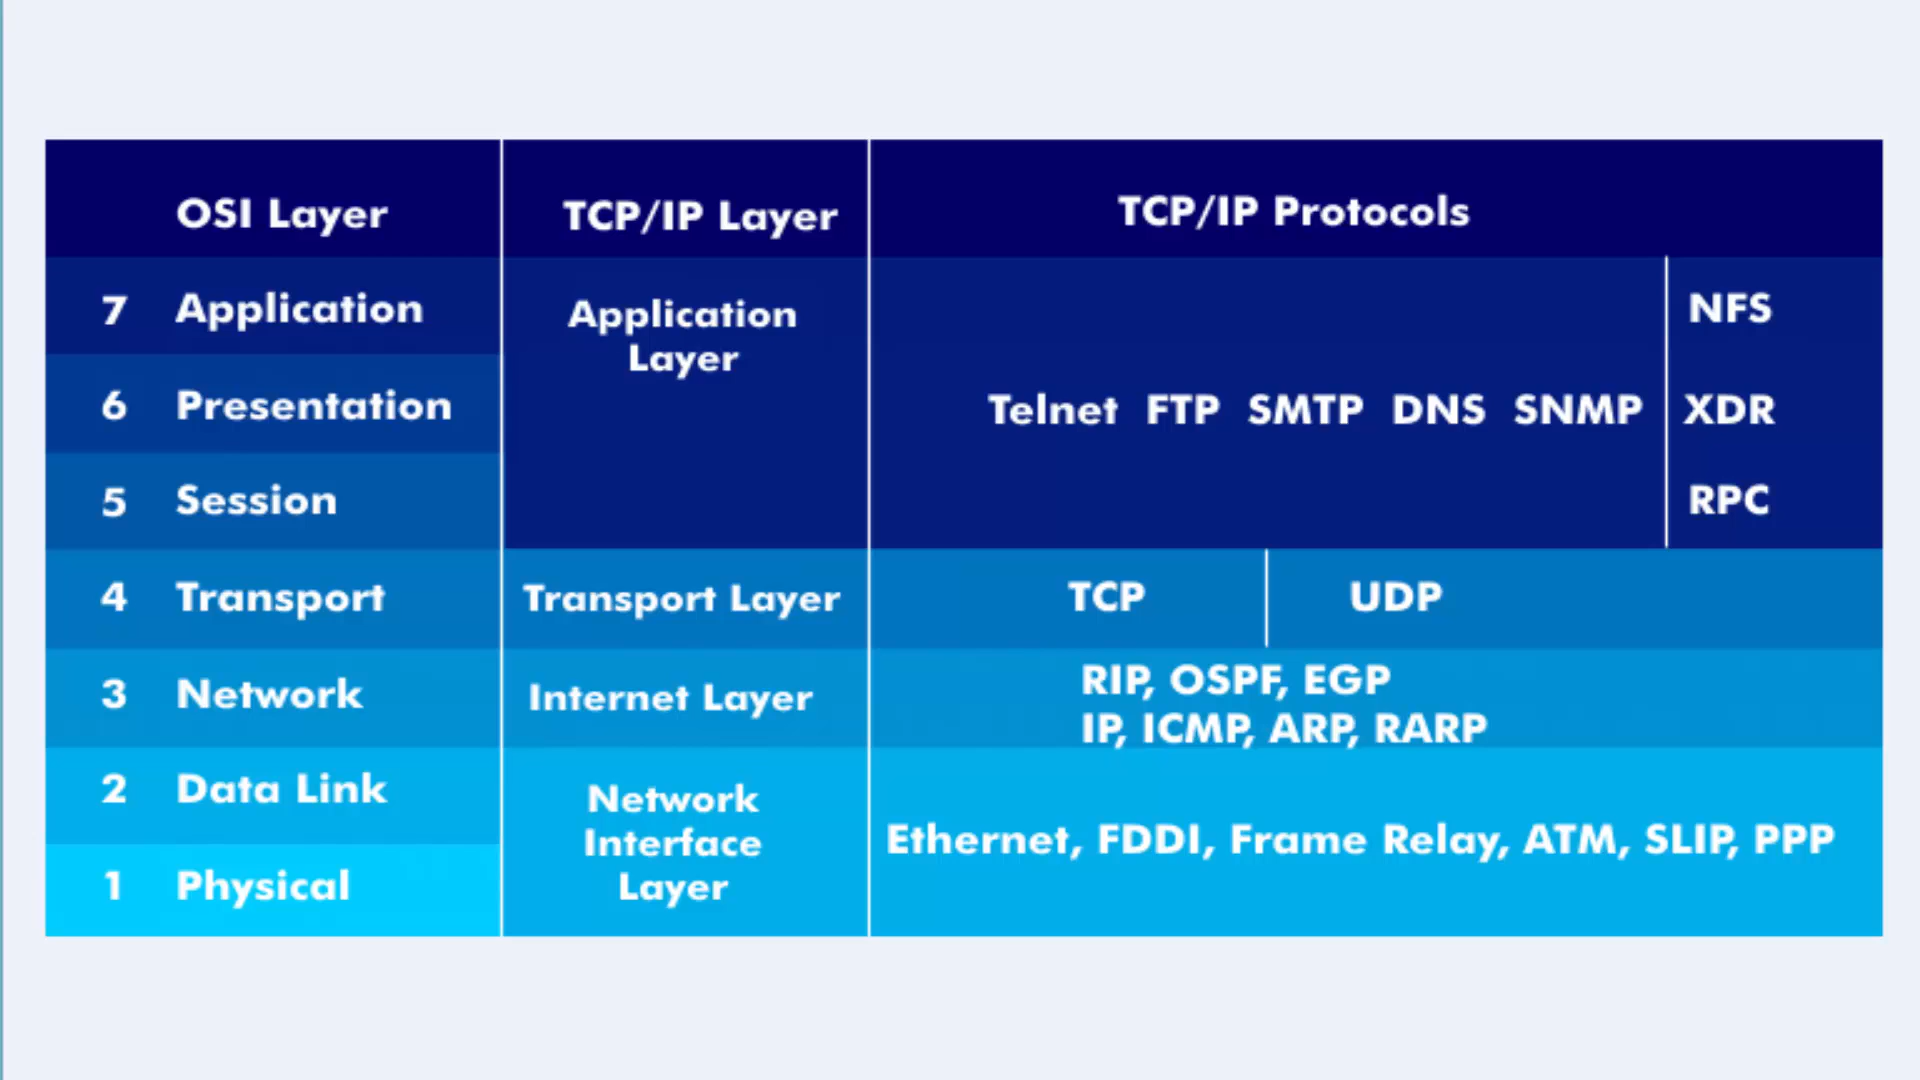 OSI Layer
TCP/IP Layer
TCP/IP Protocols
7 Application
Application
Layer
NFS
6 Presentation
Telnet FTP SMTP DNS SNMP
XDR
5 Session
RPC
4 Transport
Transport Layer
TCP
UDP
3 Network
Internet Layer
RIP, OSPF, EGP
IP, ICMP, ARP, RARP
2 Data Link
Network
Interface
Layer
Ethernet, FDDI, Frame Relay, ATM, SLIP, PPP
1 Physical